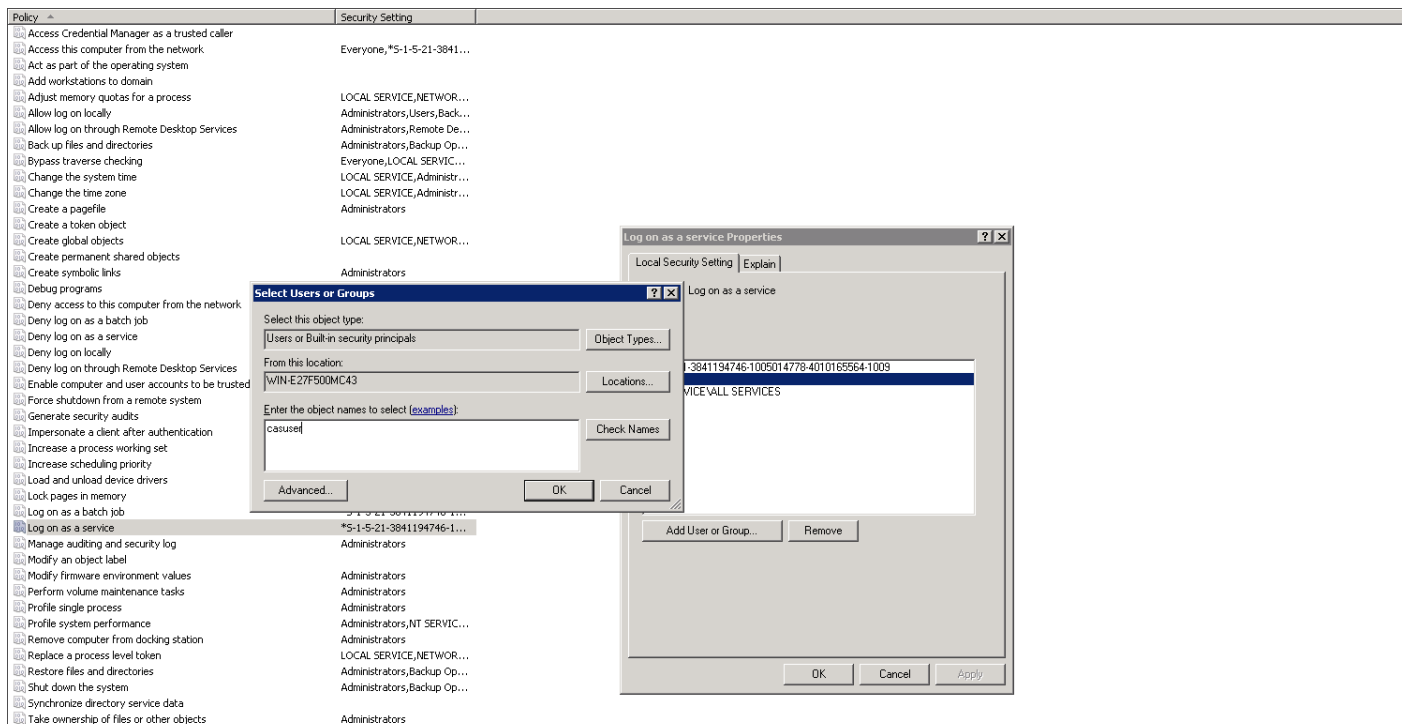 Policy Security Setting
Access Credential Manager as a trusted caller
Access this computer from the network Everyone,*S-1-5-21-3841...
Act as part of the operating system
Add workstations to domain
Adjust memory quotas for a process LOCAL SERVICE,NETWOR...
Allow log on locally Administrators,Users,Back...
Allow log on through Remote Desktop Services Administrators,Remote De...
Back up files and directories Administrators,Backup Op...
Bypass traverse checking Everyone,LOCAL SERVIC...
Change the system time LOCAL SERVICE,Administr...
Change the time zone LOCAL SERVICE,Administr...
Create a pagefile Administrators
Create a token object
Create global objects LOCAL SERVICE,NETWOR...
Create permanent shared objects
Create symbolic links Administrators
Debug programs
Deny access to this computer from the network
Deny log on as a batch job
Deny log on as a service
Deny log on locally
Deny log on through Remote Desktop Services
Enable computer and user accounts to be trusted
Force shutdown from a remote system
Generate security audits
Impersonate a client after authentication
Increase a process working set
Increase scheduling priority
Load and unload device drivers
Lock pages in memory
Log on as a batch job
Log on as a service *S-1-5-21-3841194746-1...
Manage auditing and security log Administrators
Modify an object label
Modify firmware environment values Administrators
Perform volume maintenance tasks Administrators
Profile single process Administrators
Profile system performance Administrators,NT SERVIC...
Remove computer from docking station Administrators
Replace a process level token LOCAL SERVICE,NETWOR...
Restore files and directories Administrators,Backup Op...
Shut down the system Administrators,Backup Op...
Synchronize directory service data
Take ownership of files or other objects Administrators
Select Users or Groups
Select this object type:
Users or Built-in security principals Object Types...
From this location:
WIN-E27F500MC43 Locations...
Enter the object names to select (examples):
casuser Check Names
Advanced... OK Cancel
Log on as a service Properties
Local Security Setting Explain
Log on as a service
1-3841194746-1005014778-4010165564-1009
VICE\ALL SERVICES
Add User or Group... Remove
OK Cancel Apply